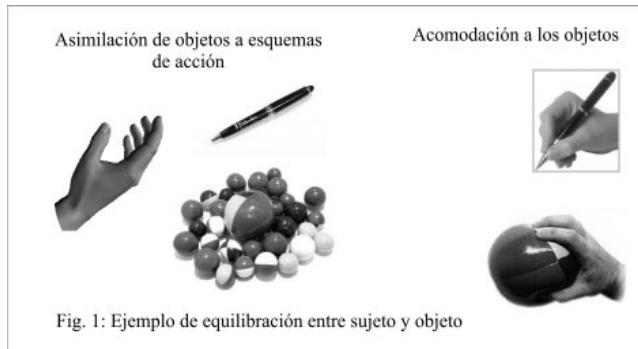 Asimilación de objetos a esquemas
de acción
Acomodación a los objetos
Fig. 1: Ejemplo de equilibración entre sujeto y objeto